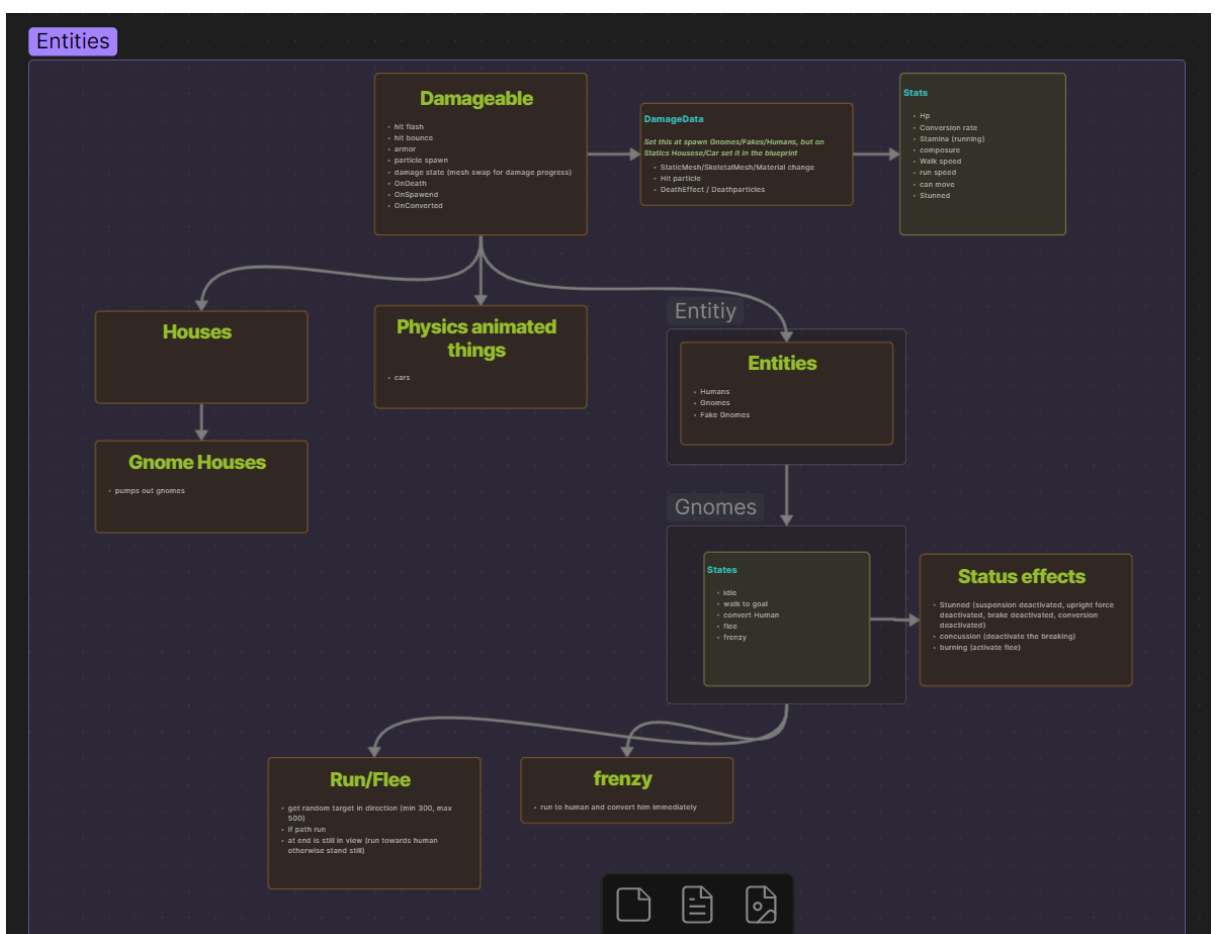 Entities
Damageable
- hit flash
- hit bounce
- armor
- particle spawn
- damage state (mesh swap for damage progress)
- OnDeath
- OnSpawend
- OnConverted
DamageData
Set this at spawn Gnomes/Fakes/Humans, but on
Statics Housese/Car set it in the blueprint
• StaticMesh/SkeletalMesh/Material change
• Hit particle
• DeathEffect / Deathparticles
Stats
• Hp
• Conversion rate
• Stamina (running)
• composure
• Walk speed
• run speed
• can move
• Stunned
Houses
Physics animated
things
- cars
Entitiy
Entities
- Humans
- Gnomes
- Fake Gnomes
Gnome Houses
- pumps out gnomes
Gnomes
States
• idle
• walk to goal
• convert Human
• flee
• frenzy
Status effects
- Stunned (suspension deactivated, upright force
deactivated, brake deactivated, conversion
deactivated)
- concussion (deactivate the breaking)
- burning (activate flee)
Run/Flee
- get random target in direction (min 300, max
500)
- if path run
- at end is still in view (run towards human
otherwise stand still)
frenzy
- run to human and convert him immediately